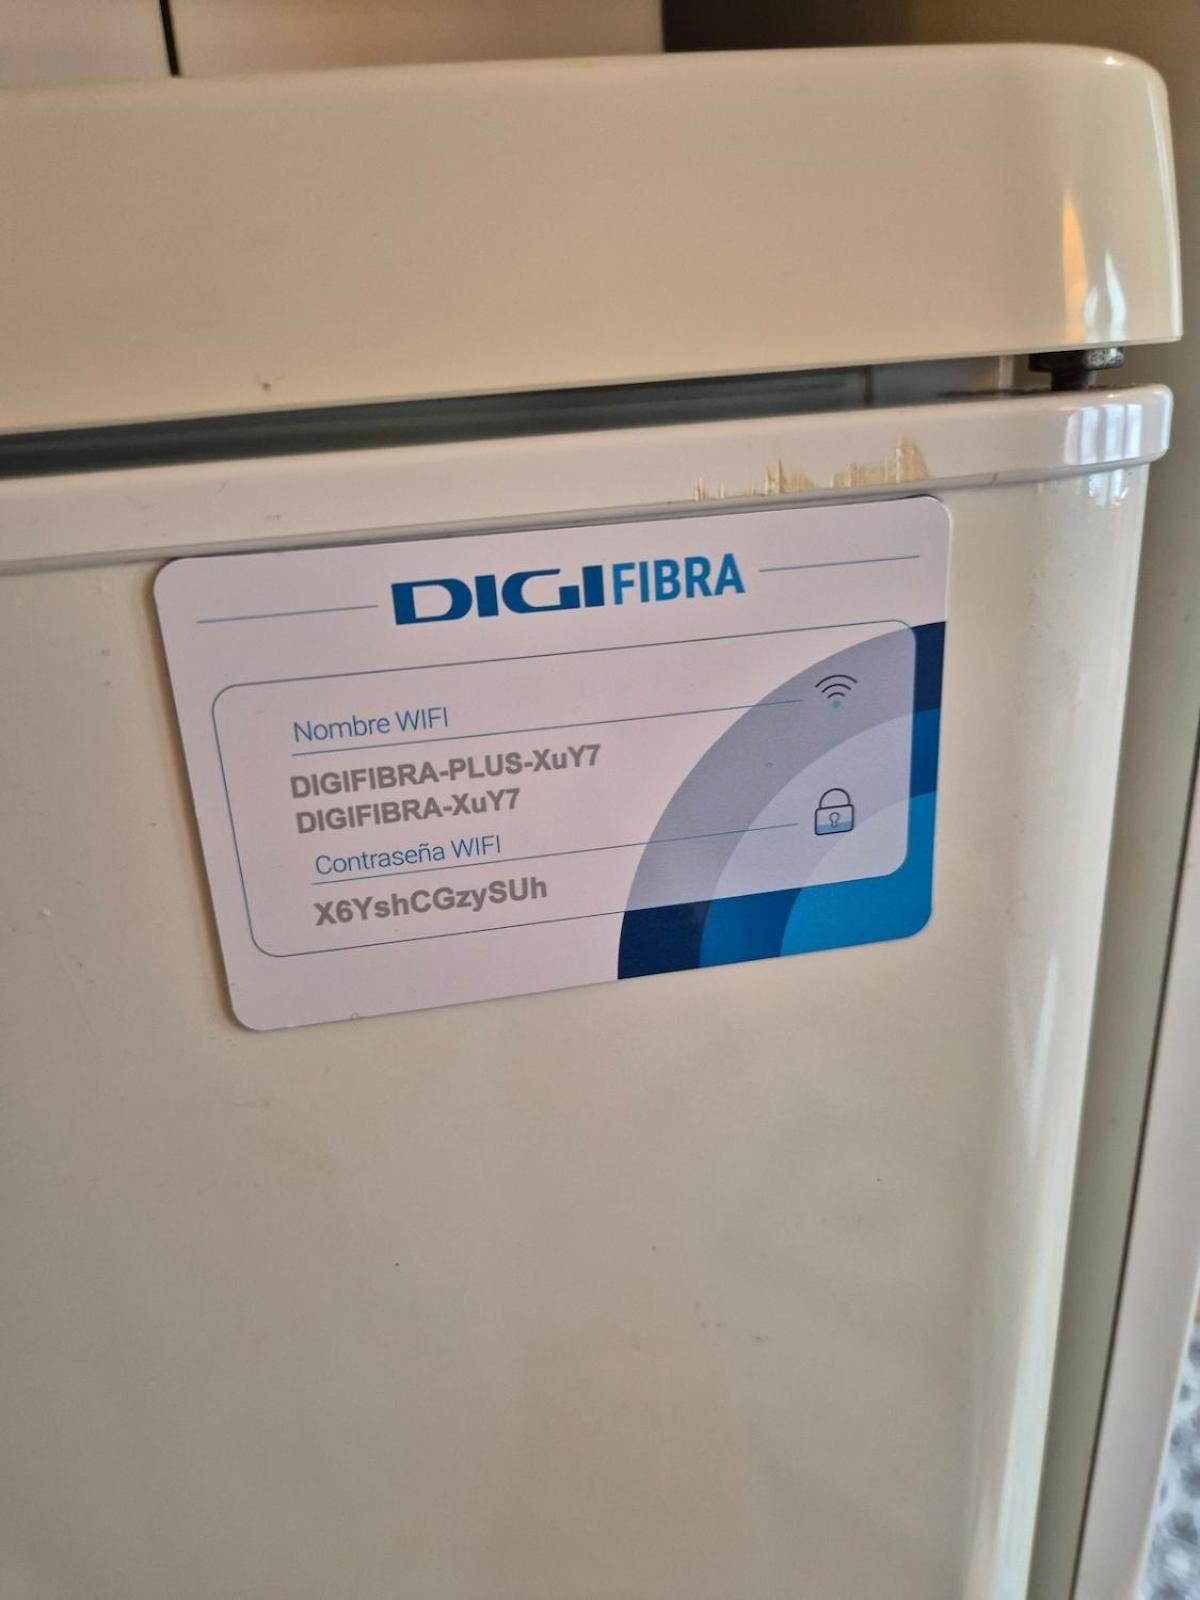 DIGIFIBRA
Nombre WIFI
DIGIFIBRA-PLUS-XuY7
DIGIFIBRA-XuY7
Contraseña WIFI
X6YshCGzySUh